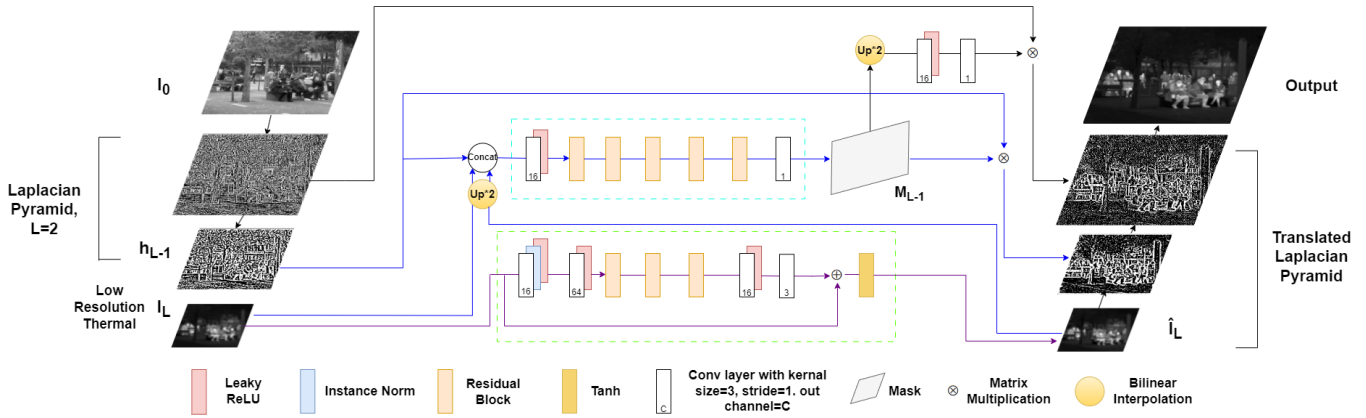 I0
Laplacian
Pyramid,
L=2
hL-1
Low
Resolution
Thermal
IL
Concat
Up*2
16
1
Up*2
16
1
ML-1
16
64
16
3
Output
Translated
Laplacian
Pyramid
ÎL
Leaky
ReLU
Instance Norm
Residual
Block
Tanh
C
Conv layer with kernal
size=3, stride=1. out
channel=C
Mask
Matrix
Multiplication
Bilinear
Interpolation